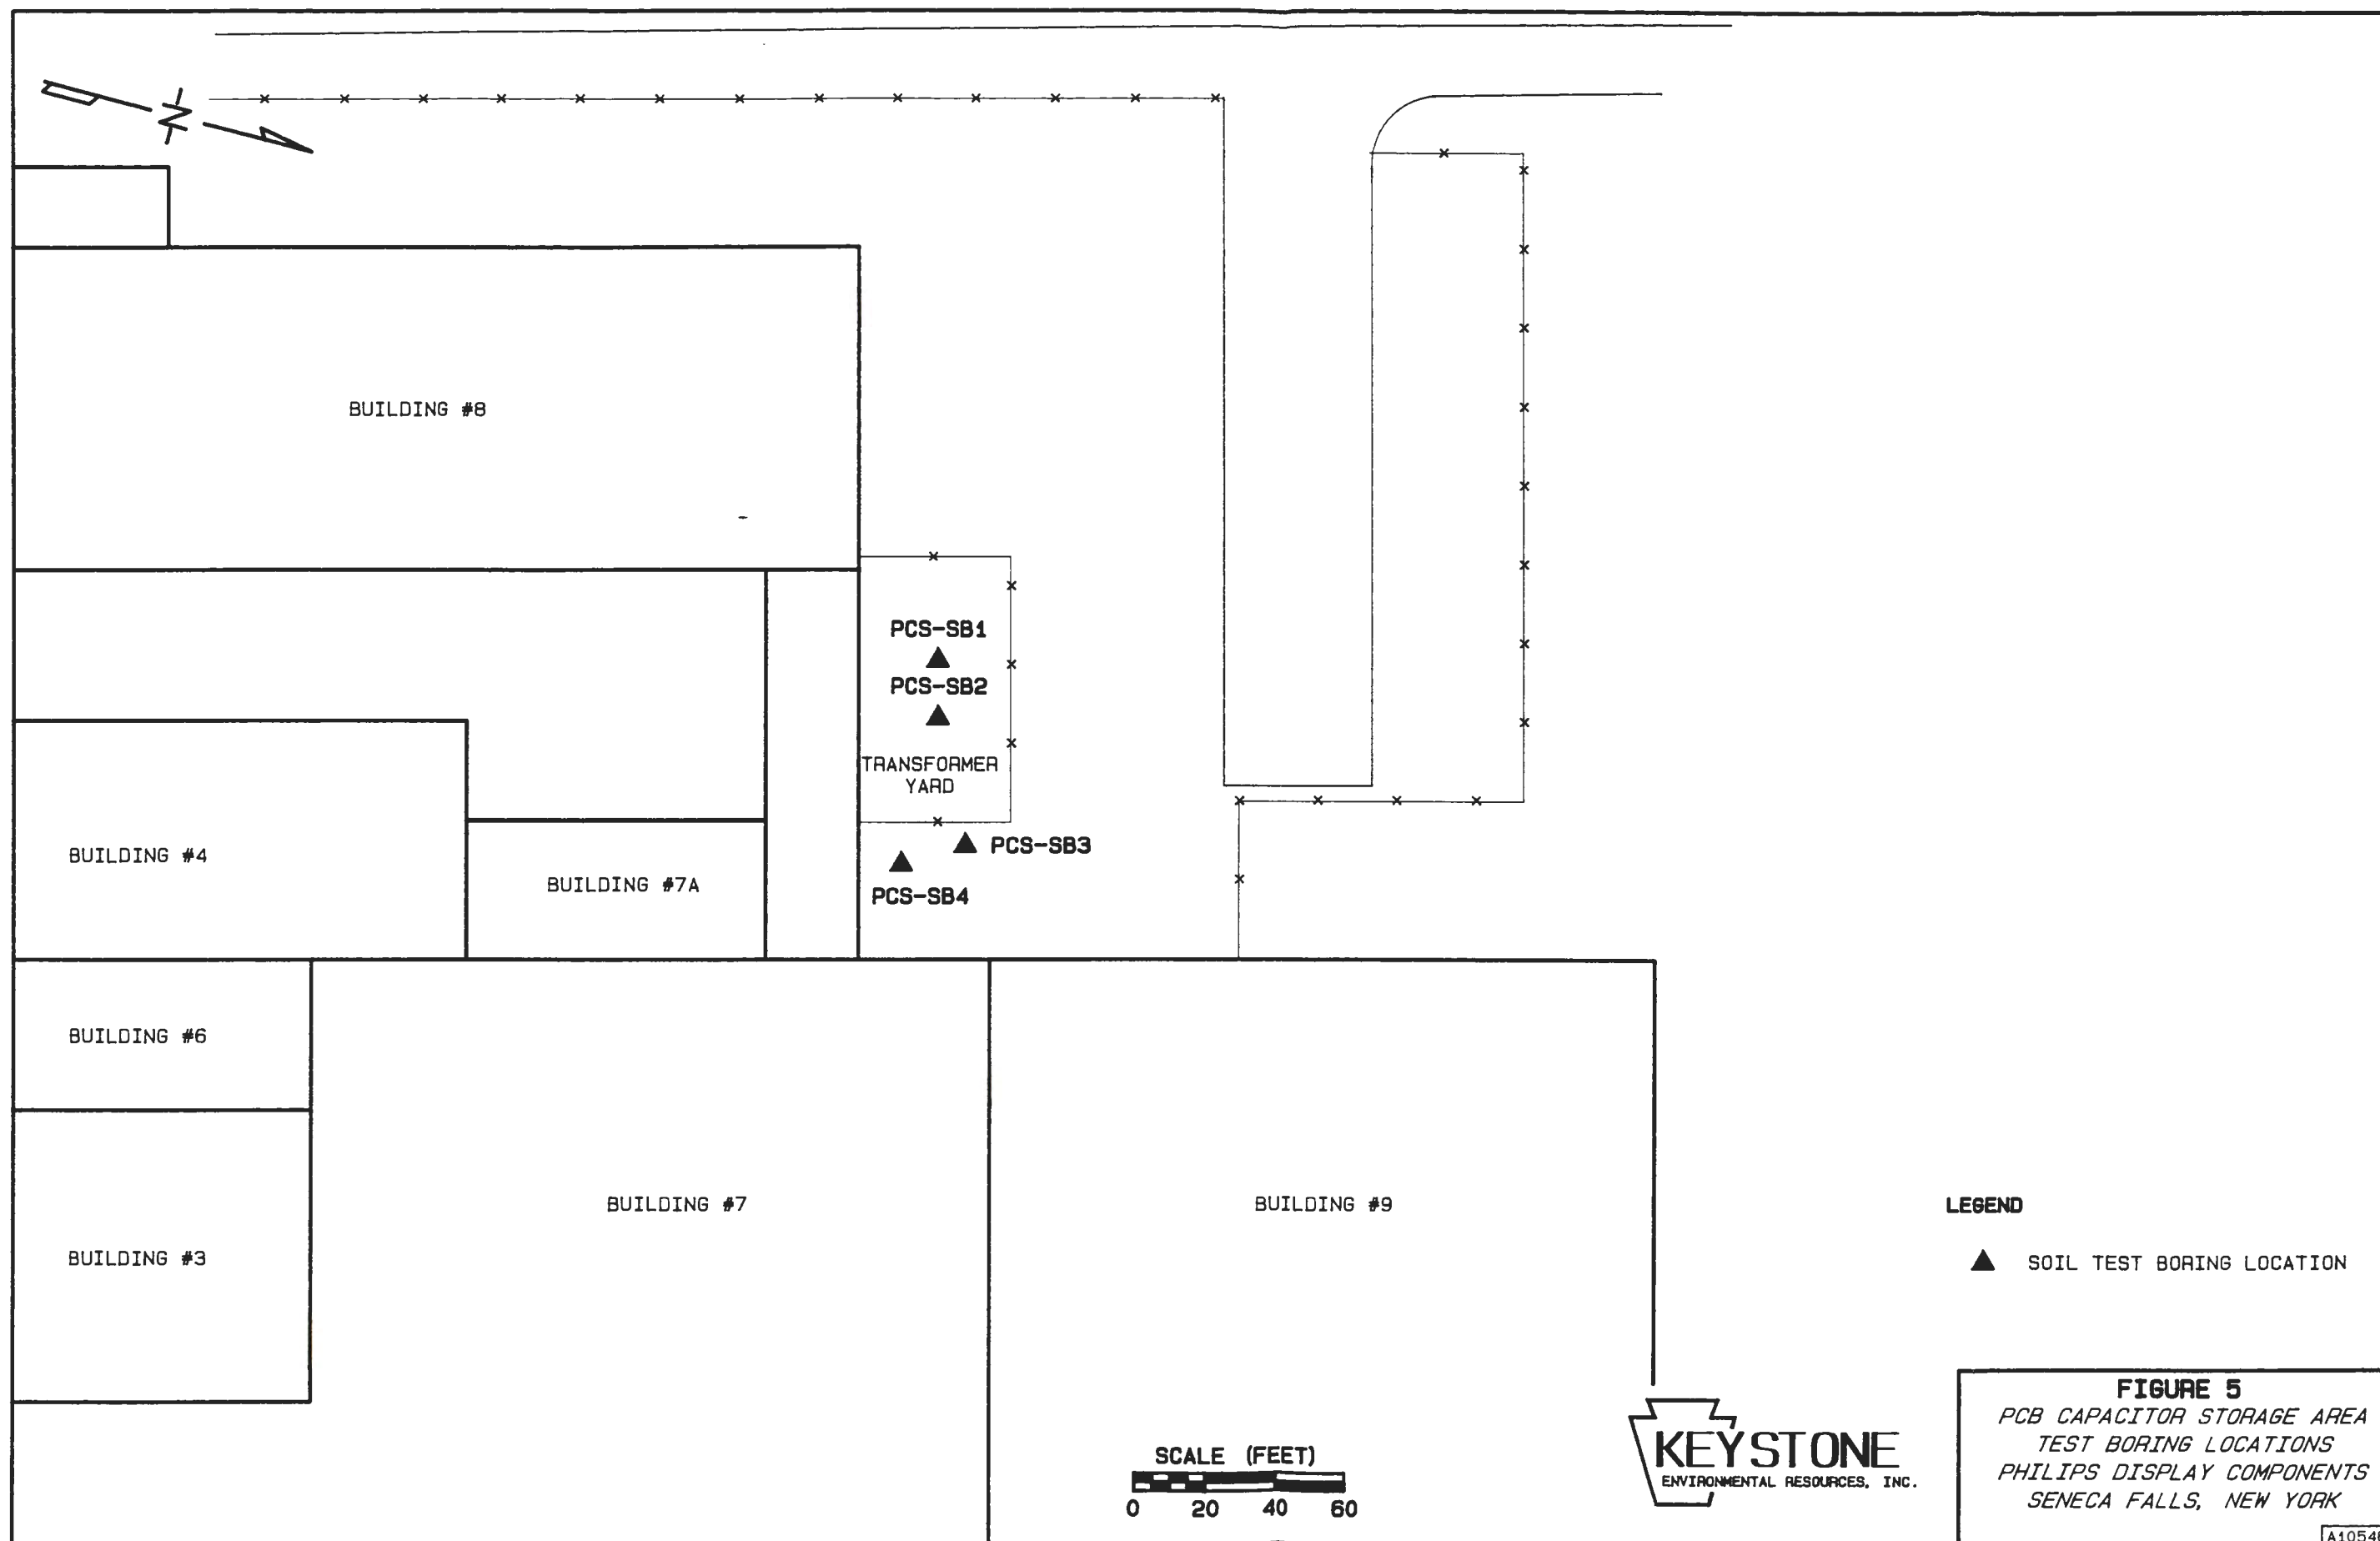 N
BUILDING #8
PCS-SB1
PCS-SB2
TRANSFORMER
YARD
PCS-SB3
PCS-SB4
BUILDING #4
BUILDING #7A
BUILDING #6
BUILDING #3
BUILDING #7
BUILDING #9
LEGEND
SOIL TEST BORING LOCATION
SCALE (FEET)
0 20 40 60
KEYSTONE
ENVIRONMENTAL RESOURCES, INC.
FIGURE 5
PCB CAPACITOR STORAGE AREA
TEST BORING LOCATIONS
PHILIPS DISPLAY COMPONENTS
SENECA FALLS, NEW YORK